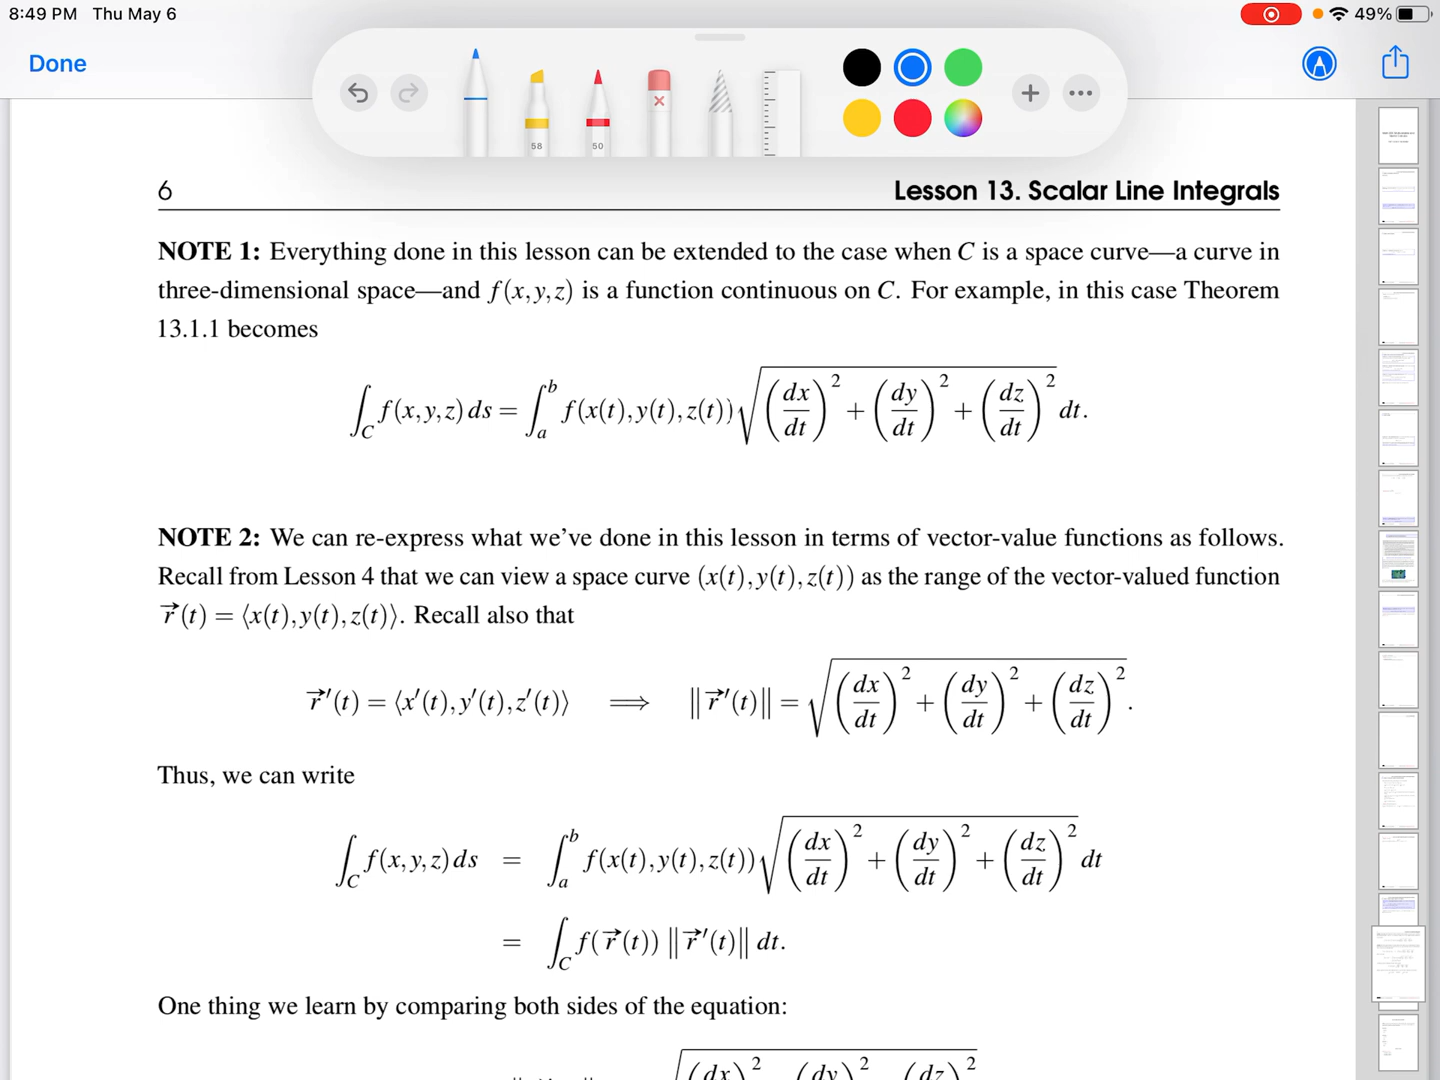 8:49 PM Thu May 6
49%
Done
58
50
6
Lesson 13. Scalar Line Integrals
NOTE 1: Everything done in this lesson can be extended to the case when C is a space curve—a curve in
three-dimensional space—and f(x,y,z) is a function continuous on C. For example, in this case Theorem
13.1.1 becomes
∫_C f(x,y,z) ds = ∫_a^b f(x(t),y(t),z(t)) √((dx/dt)² + (dy/dt)² + (dz/dt)²) dt.
NOTE 2: We can re-express what we’ve done in this lesson in terms of vector-value functions as follows.
Recall from Lesson 4 that we can view a space curve (x(t),y(t),z(t)) as the range of the vector-valued function
r⃗(t) = ⟨x(t),y(t),z(t)⟩. Recall also that
r⃗′(t) = ⟨x′(t),y′(t),z′(t)⟩ ⟹ ||r⃗′(t)|| = √((dx/dt)² + (dy/dt)² + (dz/dt)²).
Thus, we can write
∫_C f(x,y,z) ds = ∫_a^b f(x(t),y(t),z(t)) √((dx/dt)² + (dy/dt)² + (dz/dt)²) dt
= ∫_C f(r⃗(t)) ||r⃗′(t)|| dt.
One thing we learn by comparing both sides of the equation:
(dx)² (dy)² (dz)²